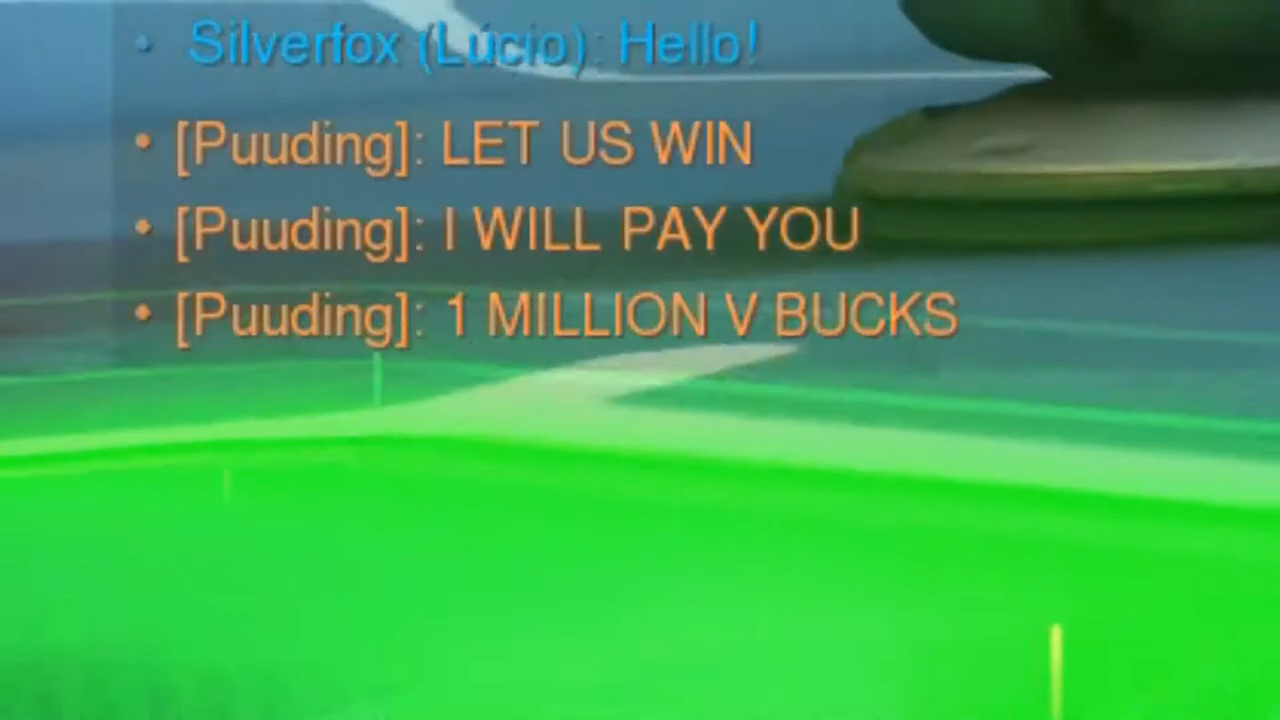 • Silverfox (Lúcio): Hello!
• [Puuding]: LET US WIN
• [Puuding]: I WILL PAY YOU
• [Puuding]: 1 MILLION V BUCKS